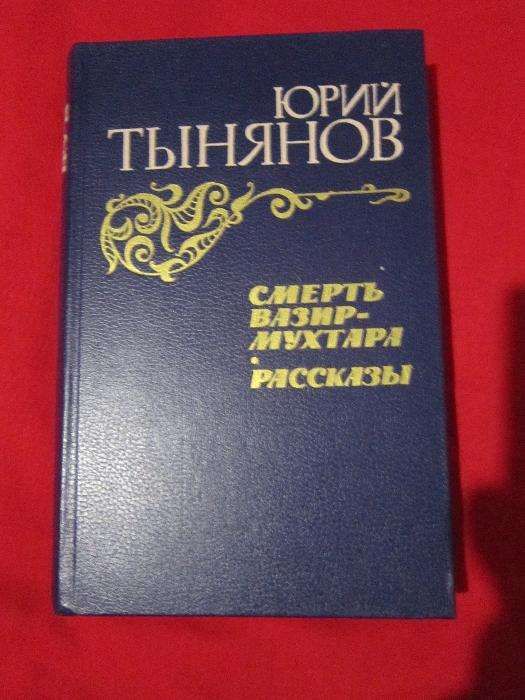 ЮРИЙ
ТЫНЯНОВ
СМЕРТЬ
ВАЗИР-
МУХТАРА
•
РАССКАЗЫ